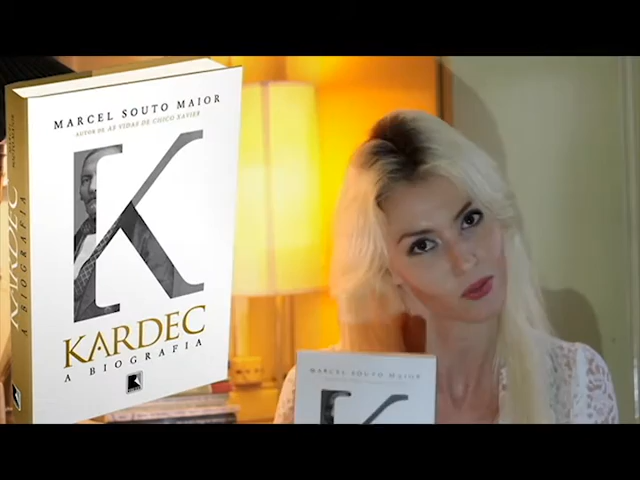 MARCEL SOUTO MAIOR
AUTOR DE AS VIDAS DE CHICO XAVIER
K
KARDEC
A BIOGRAFIA
KARDEC
A BIOGRAFIA
MARCEL SOUTO MAIOR
K